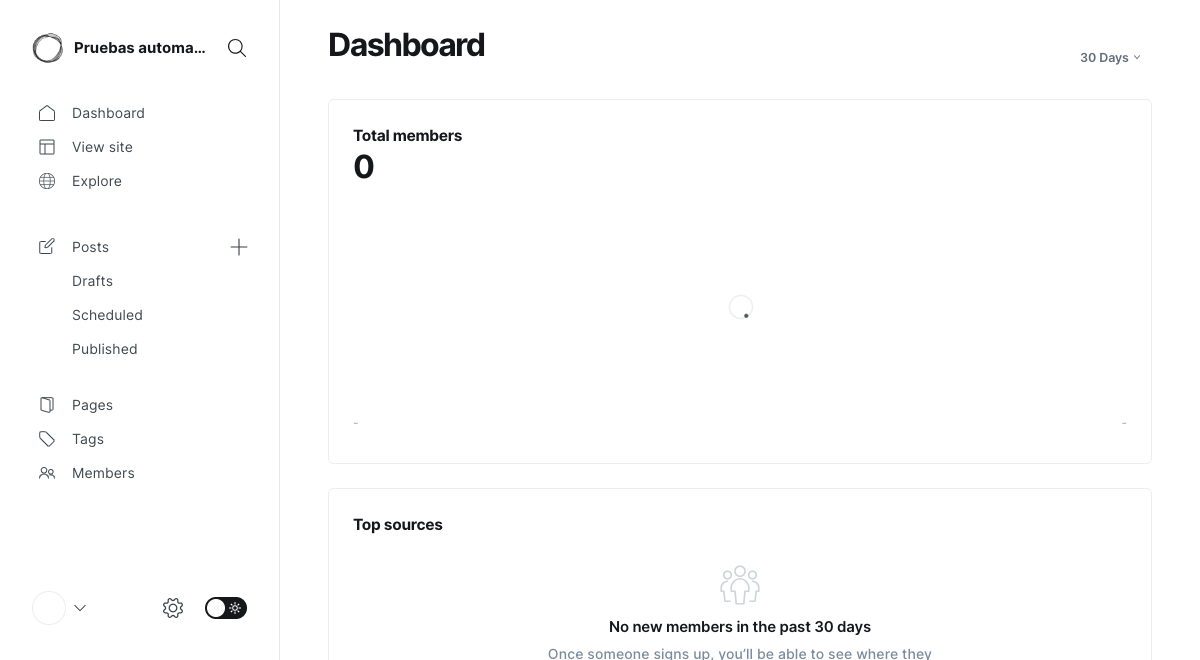 Pruebas automa...
Dashboard
View site
Explore
Posts
Drafts
Scheduled
Published
Pages
Tags
Members
Dashboard
30 Days
Total members
0
- -
Top sources
No new members in the past 30 days
Once someone signs up, you’ll be able to see where they